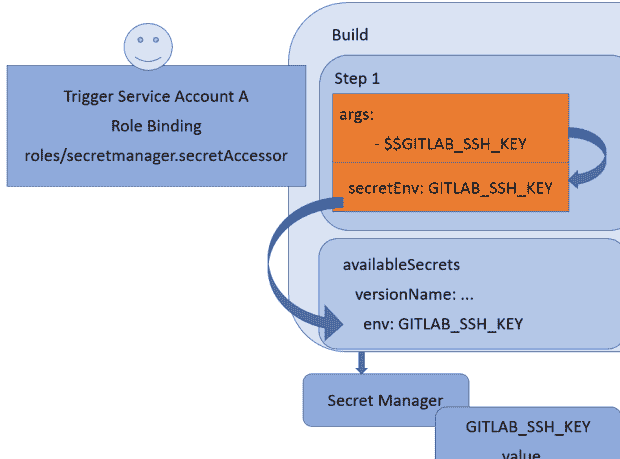 Build
Trigger Service Account A
Role Binding
roles/secretmanager.secretAccessor
Step 1
args:
- $$GITLAB_SSH_KEY
secretEnv: GITLAB_SSH_KEY
availableSecrets
versionName: ...
env: GITLAB_SSH_KEY
Secret Manager
GITLAB_SSH_KEY
value